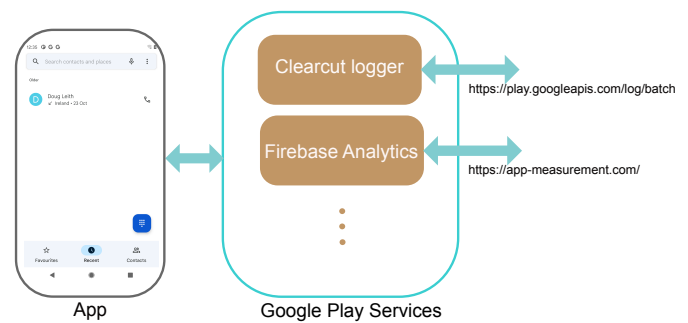 12:35 G G
Search contacts and places
Older
D
Doug Leith
Ireland • 23 Oct
Favourites
Recent
Contacts
App
Clearcut logger
Firebase Analytics
Google Play Services
https://play.googleapis.com/log/batch
https://app-measurement.com/